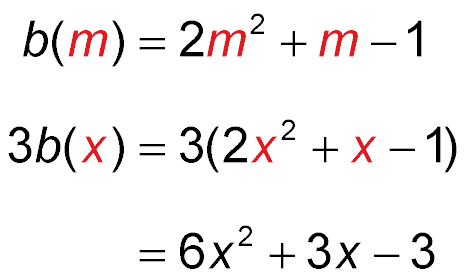 b(m) = 2m² + m − 1
3b(x) = 3(2x² + x − 1)
= 6x² + 3x − 3